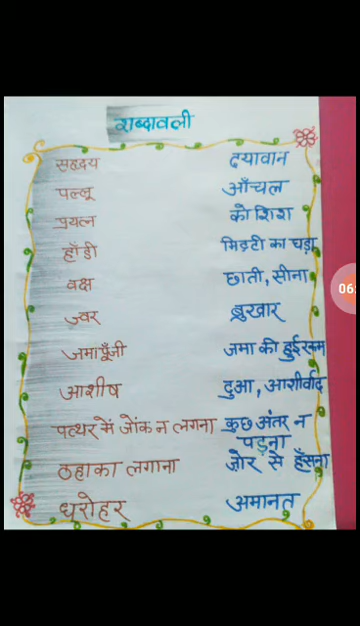 शब्दावली
सहृदय दयावान
पल्लू आँचल
प्रयत्न कोशिश
हाँडी मिट्टी का घड़ा
वक्ष छाती, सीना
ज्वर बुखार
जमापूँजी जमा की हुई रकम
आशीष दुआ, आशीर्वाद
पत्थर में जोंक न लगना कुछ अंतर न
पड़ना
ठहाका लगाना जोर से हँसना
धरोहर अमानत